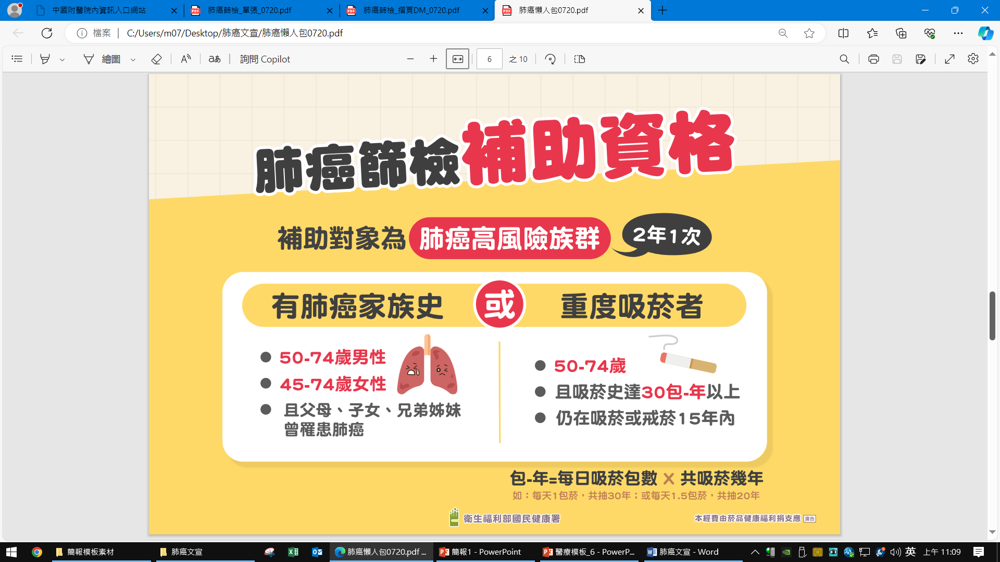 中國附醫院內資訊入口網站
肺癌篩檢_單張_0720.pdf
肺癌篩檢_摺頁DM_0720.pdf
肺癌懶人包0720.pdf
檔案
C:/Users/m07/Desktop/肺癌文宣/肺癌懶人包0720.pdf
繪圖
aあ
詢問 Copilot
6
之 10
肺癌篩檢補助資格
補助對象為 肺癌高風險族群 2年1次
有肺癌家族史 或 重度吸菸者
50-74歲男性
45-74歲女性
且父母、子女、兄弟姊妹
曾罹患肺癌
50-74歲
且吸菸史達30包-年以上
仍在吸菸或戒菸15年內
包-年=每日吸菸包數 X 共吸菸幾年
如：每天1包菸，共抽30年；或每天1.5包菸，共抽20年
衛生福利部國民健康署
本經費由菸品健康福利捐支應 廣告
簡報模板素材
肺癌文宣
肺癌懶人包0720.pdf ...
簡報1 - PowerPoint
醫療模板_6 - PowerP...
肺癌文宣 - Word
英
上午 11:09